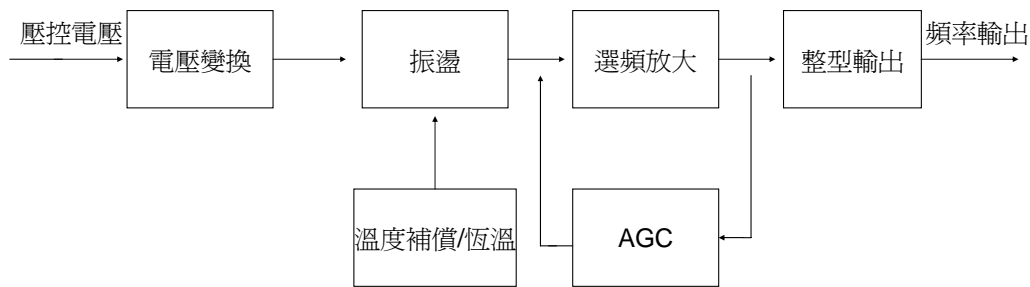 壓控電壓
電壓變換
振盪
選頻放大
整型輸出
頻率輸出
溫度補償/恆溫
AGC